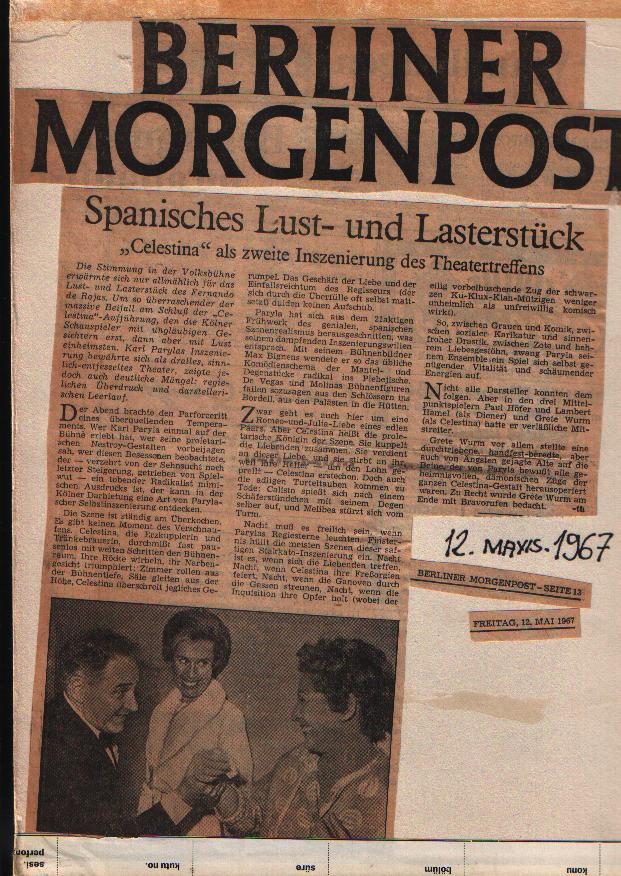 BERLINER
MORGENPOST
Spanisches Lust- und Lasterstück
„Celestina“ als zweite Inszenierung des Theatertreffens
Die Stimmung in der Volksbühne
erwärmte sich nur allmählich für das
Lust- und Lasterstück des Fernando
de Rojas. Um so überraschender der
massive Beifall am Schluß der „Ce-
lestina“-Aufführung, den die Kölner
Schauspieler mit ungläubigen Ge-
sichtern erst, dann aber mit Lust
einheimsten. Karl Parylas Inszenie-
rung bewährte sich als dralles, sinn-
lich-entfesseltes Theater, zeigte je-
doch auch deutliche Mängel: regie-
lichen Überdruck und darstelleri-
schen Leerlauf.
Der Abend brachte den Parforceritt
eines überquellenden Tempera-
ments. Wer Karl Paryla einmal auf der
Bühne erlebt hat, wer seine proletari-
schen Nestroy-Gestalten vorbeijagen
sah, wer diesen Besessenen beobachtete,
der — verzehrt von der Sehnsucht nach
letzter Steigerung, getrieben von Spiel-
wut — ein tobender Radikalist mimi-
schen Ausdrucks ist, der kann in der
Kölner Darbietung eine Art von Paryla-
scher Selbstinszenierung entdecken.
Die Szene ist ständig am Überkochen.
Es gibt keinen Moment des Verschnau-
fens. Celestina, die Erzkupplerin und
Tränkebrauerin, durchmißt fast pau-
senlos mit weiten Schritten den Bühnen-
raum. Ihre Röcke wirbeln, ihr Narben-
gesicht triumphiert: Zimmer rollen aus
der Bühnentiefe, Säle gleiten aus der
Höhe, Celestina überschreit jegliches Ge-
rumpel. Das Geschäft der Liebe und der
Einfallsreichtum des Regisseurs (der
sich durch die Überfülle oft selbst matt-
setzt) dulden keinen Aufschub.
Paryla hat sich aus dem 21aktigen
Frühwerk des genialen, spanischen
Szenenrealismus herausgeschnitten, was
seinem dampfenden Inszenierungswillen
entsprach. Mit seinem Bühnenbildner
Max Bignens wendete er so das übliche
Komödienschema der Mantel- und
Degenstücke radikal ins Plebejische.
De Vegas und Molinas Bühnenfiguren
fallen sozusagen aus den Schlössern ins
Bordell, aus den Palästen in die Hütten.
Zwar geht es auch hier um eine
Romeo-und-Julie-Liebe eines edlen
Paars. Aber Celestina heißt die prole-
tarische Königin der Szene. Sie kuppelt
die Liebenden zusammen, Sie verdient
an dieser Liebe und sie stirbt an ihr,
weil ihre Helfer — um den Lohn ge-
prellt — Celestina erstechen. Doch auch
die adligen Turteltauben kommen zu
Tode: Calisto spießt sich nach einem
Schäferstündchen mit seinem Degen
selber auf, und Melibea stürzt sich vom
Turm.
Nacht muß es freilich sein, wenn
Parylas Regiesterne leuchten. Finster-
nis hüllt die meisten Szenen dieser saf-
tigen Stakkato-Inszenierung ein. Nacht
ist es, wenn sich die Liebenden treffen,
Nacht, wenn Celestina ihre Freßorgien
feiert, Nacht, wenn die Ganoven durch
die Gassen streunen, Nacht, wenn die
Inquisition ihre Opfer holt (wobei der
eilig vorbeihuschende Zug der schwar-
zen Ku-Klux-Klan-Mützigen weniger
unheimlich als unfreiwillig komisch
wirkt).
So, zwischen Grauen und Komik, zwi-
schen sozialer Karikatur und sinnen-
froher Drastik, zwischen Zote und heh-
ren Liebesgestöhn, zwang Paryla sei-
nem Ensemble ein Spiel sich selbst ge-
nügender Vitalität und schäumender
Energien auf.
Nicht alle Darsteller konnten dem
folgen. Aber in den drei Mittel-
punktspielern Paul Höfer und Lambert
Hamel (als Diener) und Grete Wurm
(als Celestina) hatte er verläßliche Mit-
streiter.
Grete Wurm vor allem stellte eine
durchtriebene, handfest-beredte, aber
auch von Ängsten gejagte Alte auf die
Beine, der von Paryla bewußt alle ge-
heimnisvollen, dämonischen Züge der
ganzen Celestina-Gestalt herausoperiert
waren. Zu Recht wurde Grete Wurm am
Ende mit Bravorufen bedacht. -th
12. MAYIS. 1967
BERLINER MORGENPOST — SEITE 13
FREITAG, 12. MAI 1967
perfor.
sesi.
kutu no.
süre
bölüm
konu